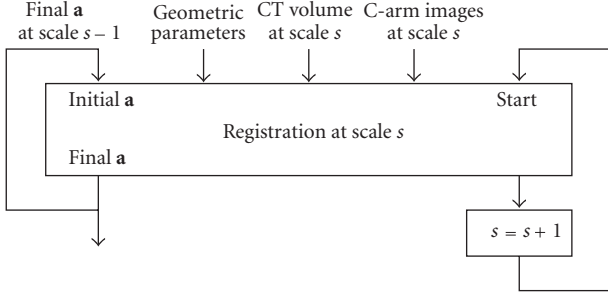 Final a
at scale s – 1
Geometric
parameters
CT volume
at scale s
C-arm images
at scale s
Initial a
Start
Registration at scale s
Final a
s = s + 1